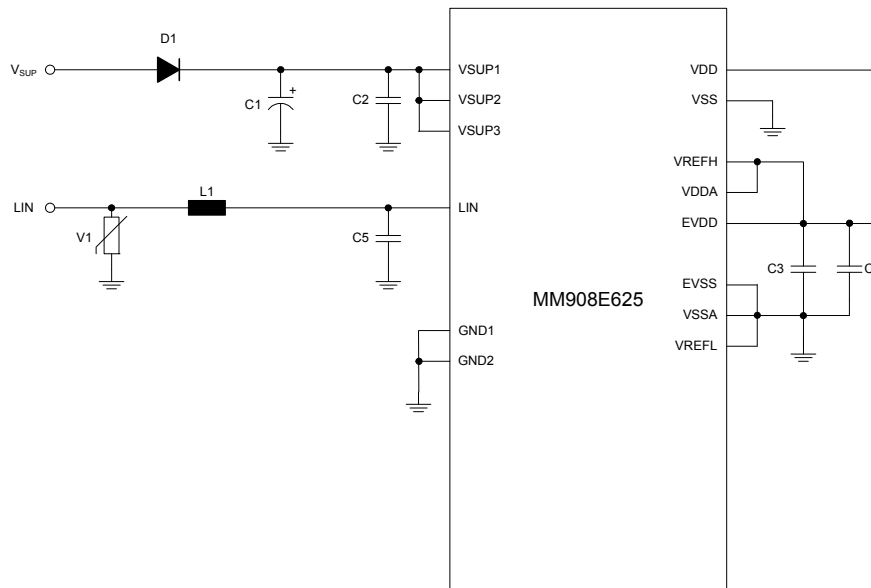 D1
VSUP
C1
+
C2
VSUP1
VSUP2
VSUP3
LIN
V1
L1
C5
LIN
GND1
GND2
MM908E625
VDD
VSS
VREFH
VDDA
EVDD
EVSS
VSSA
VREFL
C3